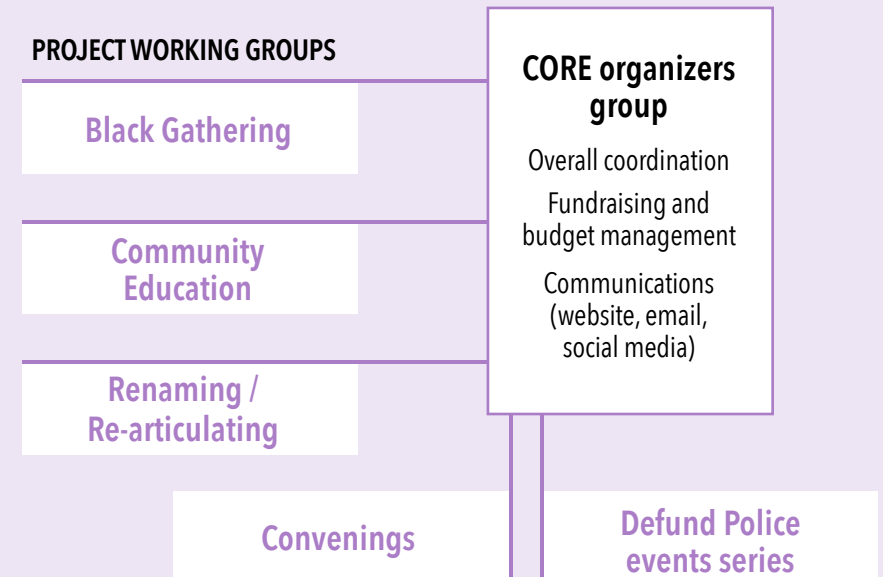 PROJECT WORKING GROUPS
Black Gathering
Community
Education
Renaming /
Re-articulating
CORE organizers
group
Overall coordination
Fundraising and
budget management
Communications
(website, email,
social media)
Convenings
Defund Police
events series